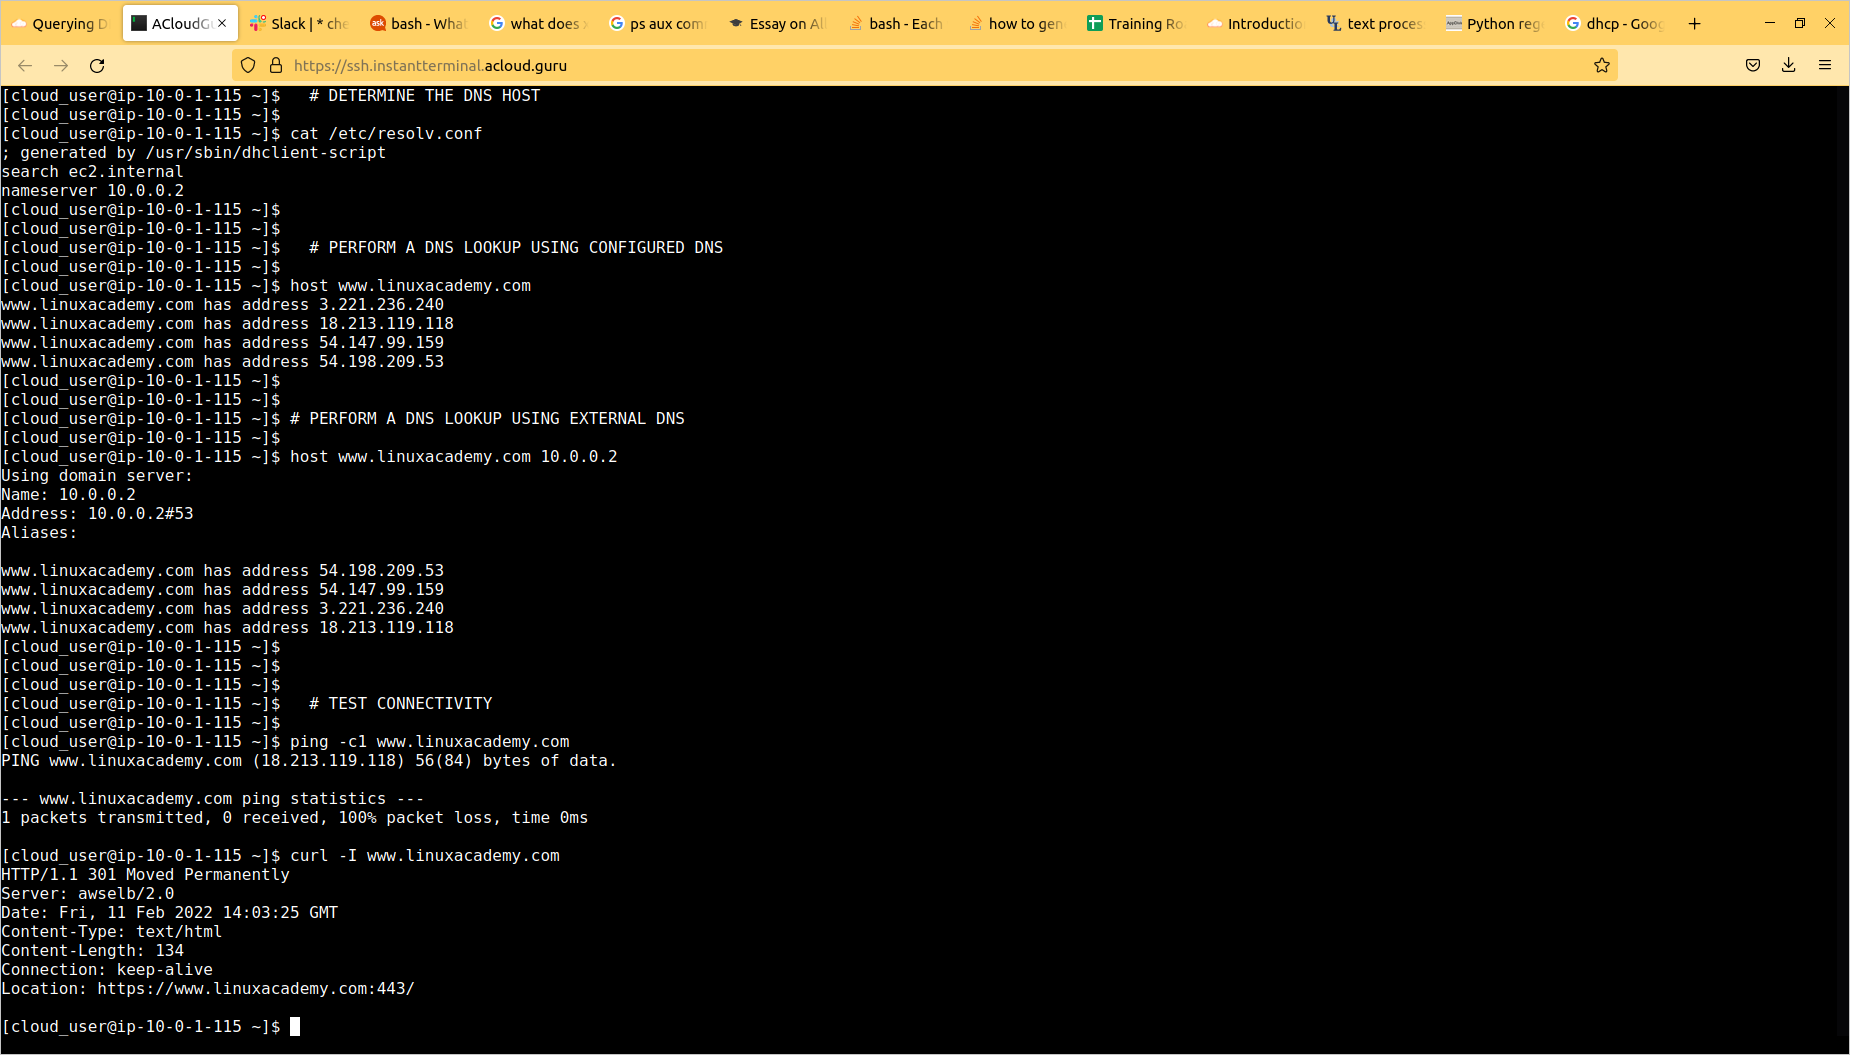 Querying D
ACloudGu
Slack | * che
bash - What
what does x
ps aux com
Essay on Al
bash - Each
how to gen
Training Ro
Introductio
text proces
Python reg
dhcp - Goog
https://ssh.instantterminal.acloud.guru
[cloud_user@ip-10-0-1-115 ~]$   # DETERMINE THE DNS HOST
[cloud_user@ip-10-0-1-115 ~]$
[cloud_user@ip-10-0-1-115 ~]$ cat /etc/resolv.conf
; generated by /usr/sbin/dhclient-script
search ec2.internal
nameserver 10.0.0.2
[cloud_user@ip-10-0-1-115 ~]$
[cloud_user@ip-10-0-1-115 ~]$
[cloud_user@ip-10-0-1-115 ~]$   # PERFORM A DNS LOOKUP USING CONFIGURED DNS
[cloud_user@ip-10-0-1-115 ~]$
[cloud_user@ip-10-0-1-115 ~]$ host www.linuxacademy.com
www.linuxacademy.com has address 3.221.236.240
www.linuxacademy.com has address 18.213.119.118
www.linuxacademy.com has address 54.147.99.159
www.linuxacademy.com has address 54.198.209.53
[cloud_user@ip-10-0-1-115 ~]$
[cloud_user@ip-10-0-1-115 ~]$
[cloud_user@ip-10-0-1-115 ~]$ # PERFORM A DNS LOOKUP USING EXTERNAL DNS
[cloud_user@ip-10-0-1-115 ~]$
[cloud_user@ip-10-0-1-115 ~]$ host www.linuxacademy.com 10.0.0.2
Using domain server:
Name: 10.0.0.2
Address: 10.0.0.2#53
Aliases:
www.linuxacademy.com has address 54.198.209.53
www.linuxacademy.com has address 54.147.99.159
www.linuxacademy.com has address 3.221.236.240
www.linuxacademy.com has address 18.213.119.118
[cloud_user@ip-10-0-1-115 ~]$
[cloud_user@ip-10-0-1-115 ~]$
[cloud_user@ip-10-0-1-115 ~]$
[cloud_user@ip-10-0-1-115 ~]$   # TEST CONNECTIVITY
[cloud_user@ip-10-0-1-115 ~]$
[cloud_user@ip-10-0-1-115 ~]$ ping -c1 www.linuxacademy.com
PING www.linuxacademy.com (18.213.119.118) 56(84) bytes of data.
--- www.linuxacademy.com ping statistics ---
1 packets transmitted, 0 received, 100% packet loss, time 0ms
[cloud_user@ip-10-0-1-115 ~]$ curl -I www.linuxacademy.com
HTTP/1.1 301 Moved Permanently
Server: awselb/2.0
Date: Fri, 11 Feb 2022 14:03:25 GMT
Content-Type: text/html
Content-Length: 134
Connection: keep-alive
Location: https://www.linuxacademy.com:443/
[cloud_user@ip-10-0-1-115 ~]$